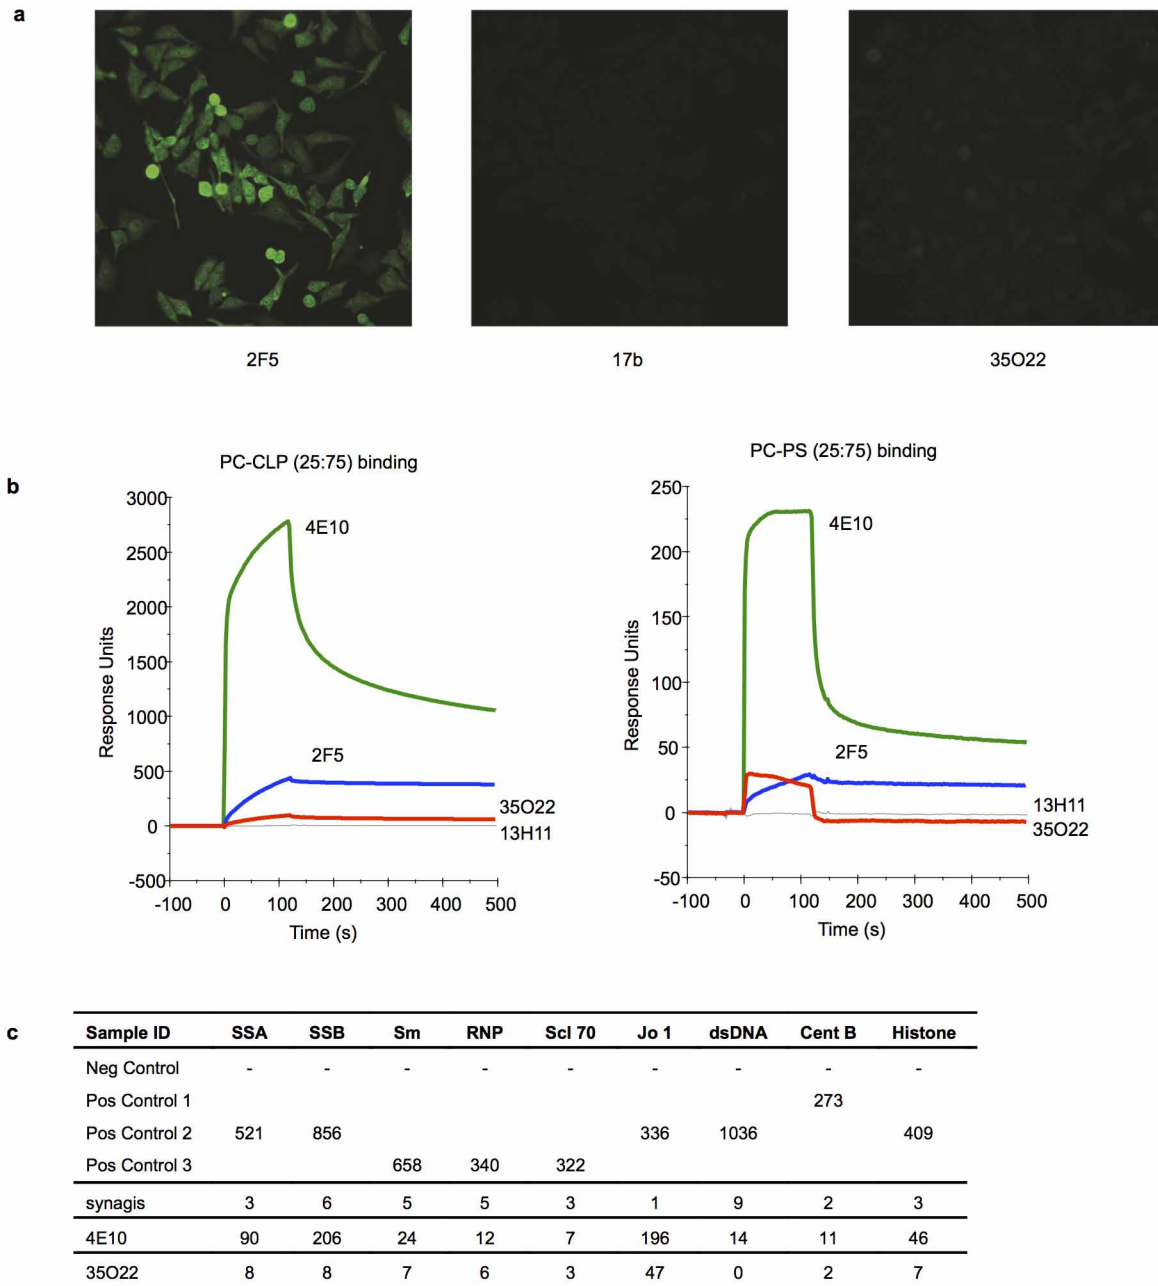 a
2F5 17b 35O22
b
PC-CLP (25:75) binding
3000
2500
2000
1500
1000
500
0
-500
Response Units
-100 0 100 200 300 400 500
Time (s)
4E10
2F5
35O22
13H11
PC-PS (25:75) binding
250
200
150
100
50
0
-50
Response Units
-100 0 100 200 300 400 500
Time (s)
4E10
2F5
13H11
35O22
c
Sample ID SSA SSB Sm RNP Scl 70 Jo 1 dsDNA Cent B Histone
Neg Control - - - - - - - - -
Pos Control 1 273
Pos Control 2 521 856 336 1036 409
Pos Control 3 658 340 322
synagis 3 6 5 5 3 1 9 2 3
4E10 90 206 24 12 7 196 14 11 46
35O22 8 8 7 6 3 47 0 2 7